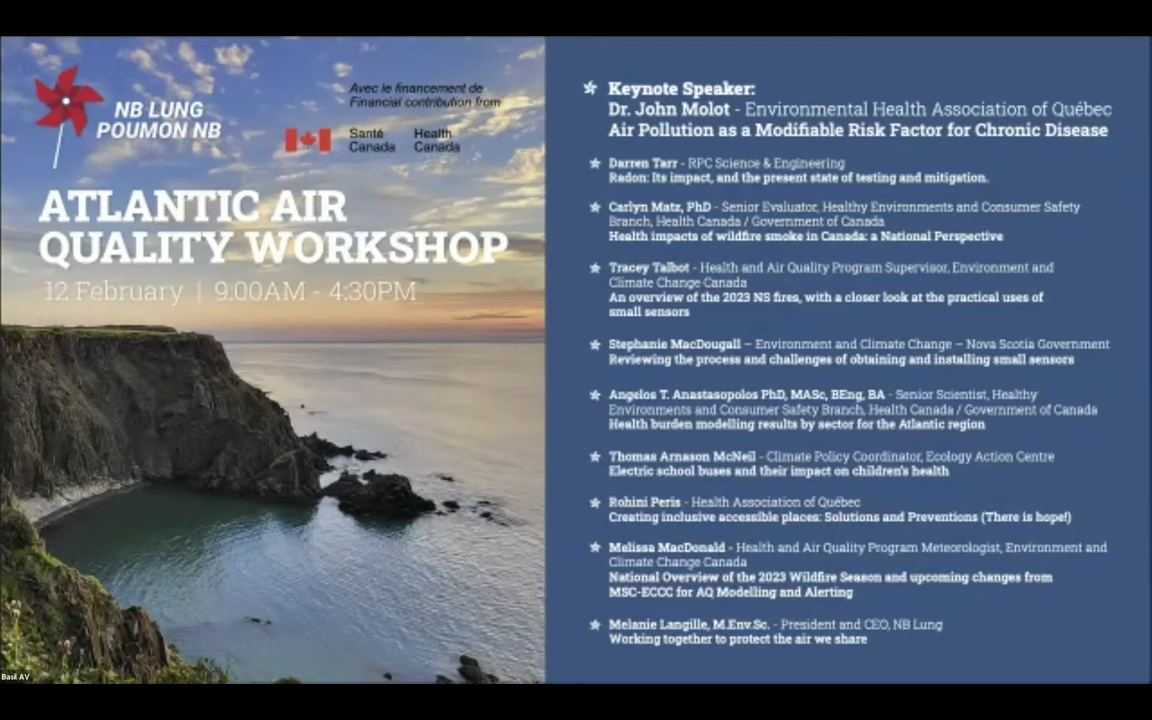 NB LUNG
POUMON NB
Avec le financement de
Financial contribution from
Santé
Canada
Health
Canada
ATLANTIC AIR
QUALITY WORKSHOP
12 February | 9:00AM - 4:30PM
Keynote Speaker:
Dr. John Molot - Environmental Health Association of Québec
Air Pollution as a Modifiable Risk Factor for Chronic Disease
Darren Tarr - RPC Science & Engineering
Radon: Its impact, and the present state of testing and mitigation.
Carlyn Matz, PhD - Senior Evaluator, Healthy Environments and Consumer Safety
Branch, Health Canada / Government of Canada
Health impacts of wildfire smoke in Canada: a National Perspective
Tracey Talbot - Health and Air Quality Program Supervisor, Environment and
Climate Change Canada
An overview of the 2023 NS fires, with a closer look at the practical uses of
small sensors
Stephanie MacDougall – Environment and Climate Change – Nova Scotia Government
Reviewing the process and challenges of obtaining and installing small sensors
Angelos T. Anastasopolos PhD, MASc, BEng, BA - Senior Scientist, Healthy
Environments and Consumer Safety Branch, Health Canada / Government of Canada
Health burden modelling results by sector for the Atlantic region
Thomas Arnason McNeil - Climate Policy Coordinator, Ecology Action Centre
Electric school buses and their impact on children's health
Rohini Peris - Health Association of Québec
Creating inclusive accessible places: Solutions and Preventions (There is hope!)
Melissa MacDonald - Health and Air Quality Program Meteorologist, Environment and
Climate Change Canada
National Overview of the 2023 Wildfire Season and upcoming changes from
MSC-ECCC for AQ Modelling and Alerting
Melanie Langille, M.Env.Sc. - President and CEO, NB Lung
Working together to protect the air we share
Basil AV